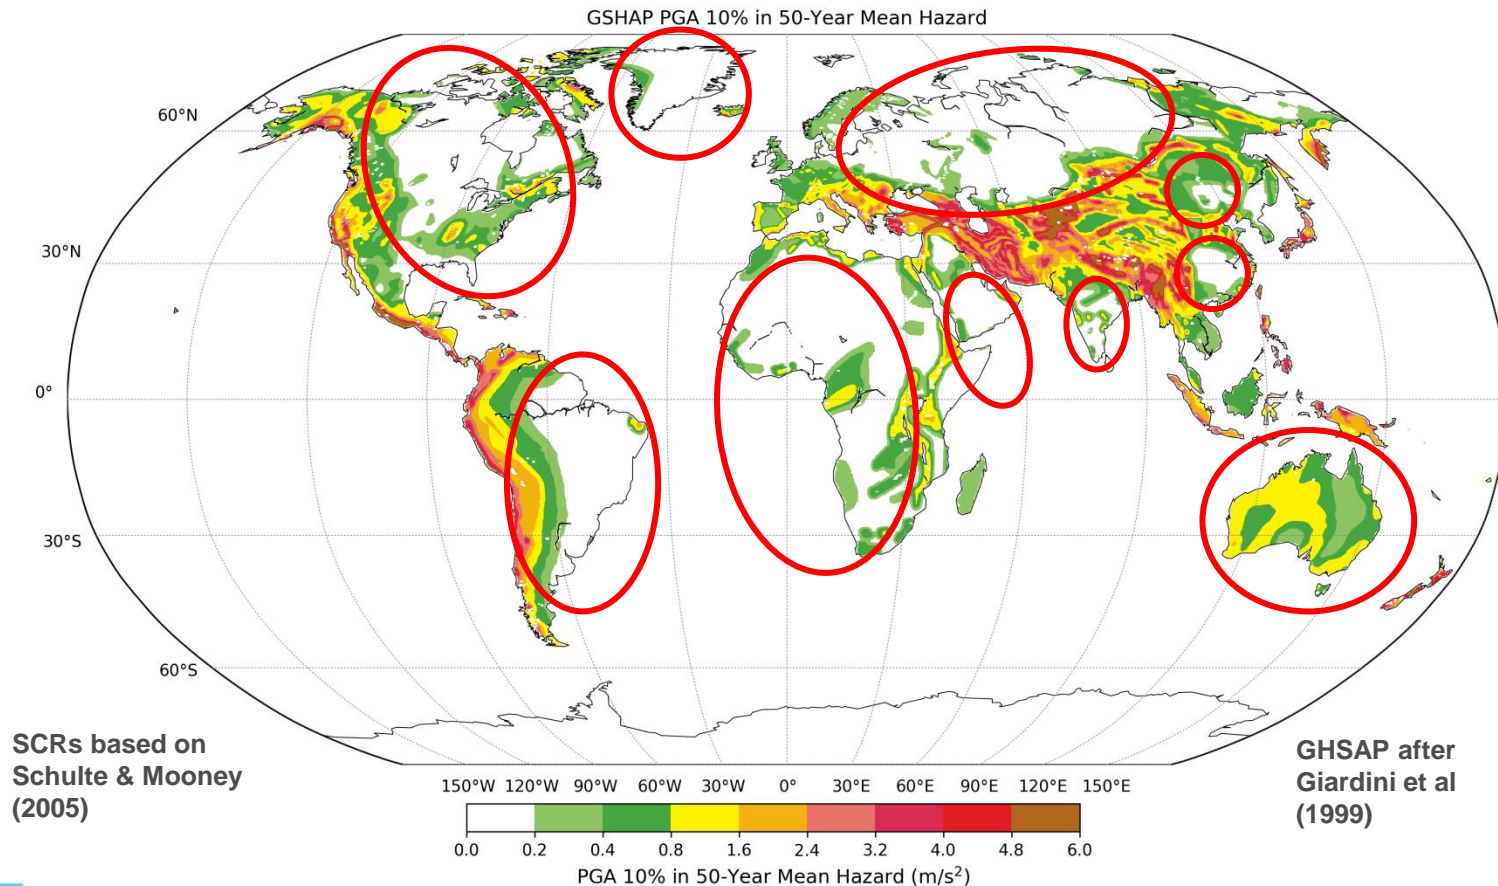 GSHAP PGA 10% in 50-Year Mean Hazard
60°N
30°N
0°
30°S
60°S
SCRs based on
Schulte & Mooney
(2005)
GHSAP after
Giardini et al
(1999)
150°W 120°W 90°W 60°W 30°W 0° 30°E 60°E 90°E 120°E 150°E
0.0 0.2 0.4 0.8 1.6 2.4 3.2 4.0 4.8 6.0
PGA 10% in 50-Year Mean Hazard (m/s²)